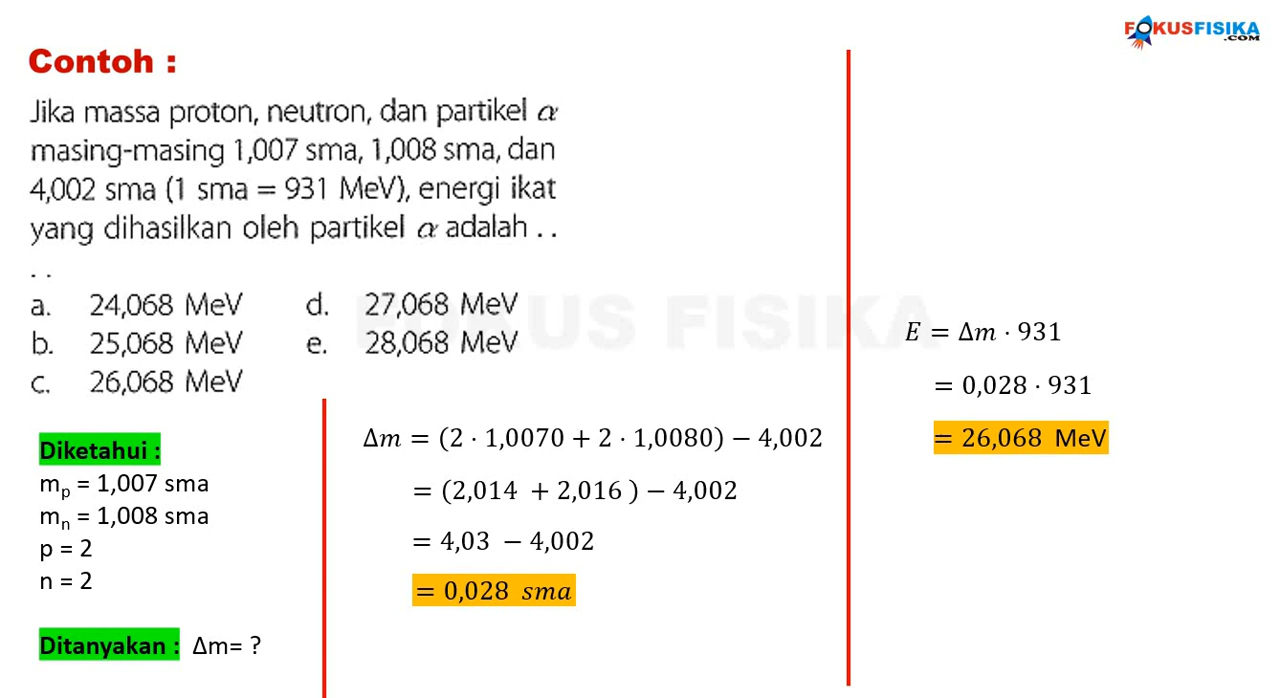 FOKUSFISIKA
.COM
Contoh :
Jika massa proton, neutron, dan partikel α
masing-masing 1,007 sma, 1,008 sma, dan
4,002 sma (1 sma = 931 MeV), energi ikat
yang dihasilkan oleh partikel α adalah . .
. .
a. 24,068 MeV d. 27,068 MeV
b. 25,068 MeV e. 28,068 MeV
c. 26,068 MeV
FOKUS FISIKA
Diketahui :
mₚ = 1,007 sma
mₙ = 1,008 sma
p = 2
n = 2
Ditanyakan : Δm= ?
Δm = (2 · 1,0070 + 2 · 1,0080) − 4,002
= (2,014 + 2,016 ) − 4,002
= 4,03 − 4,002
= 0,028 sma
E = Δm · 931
= 0,028 · 931
= 26,068 MeV